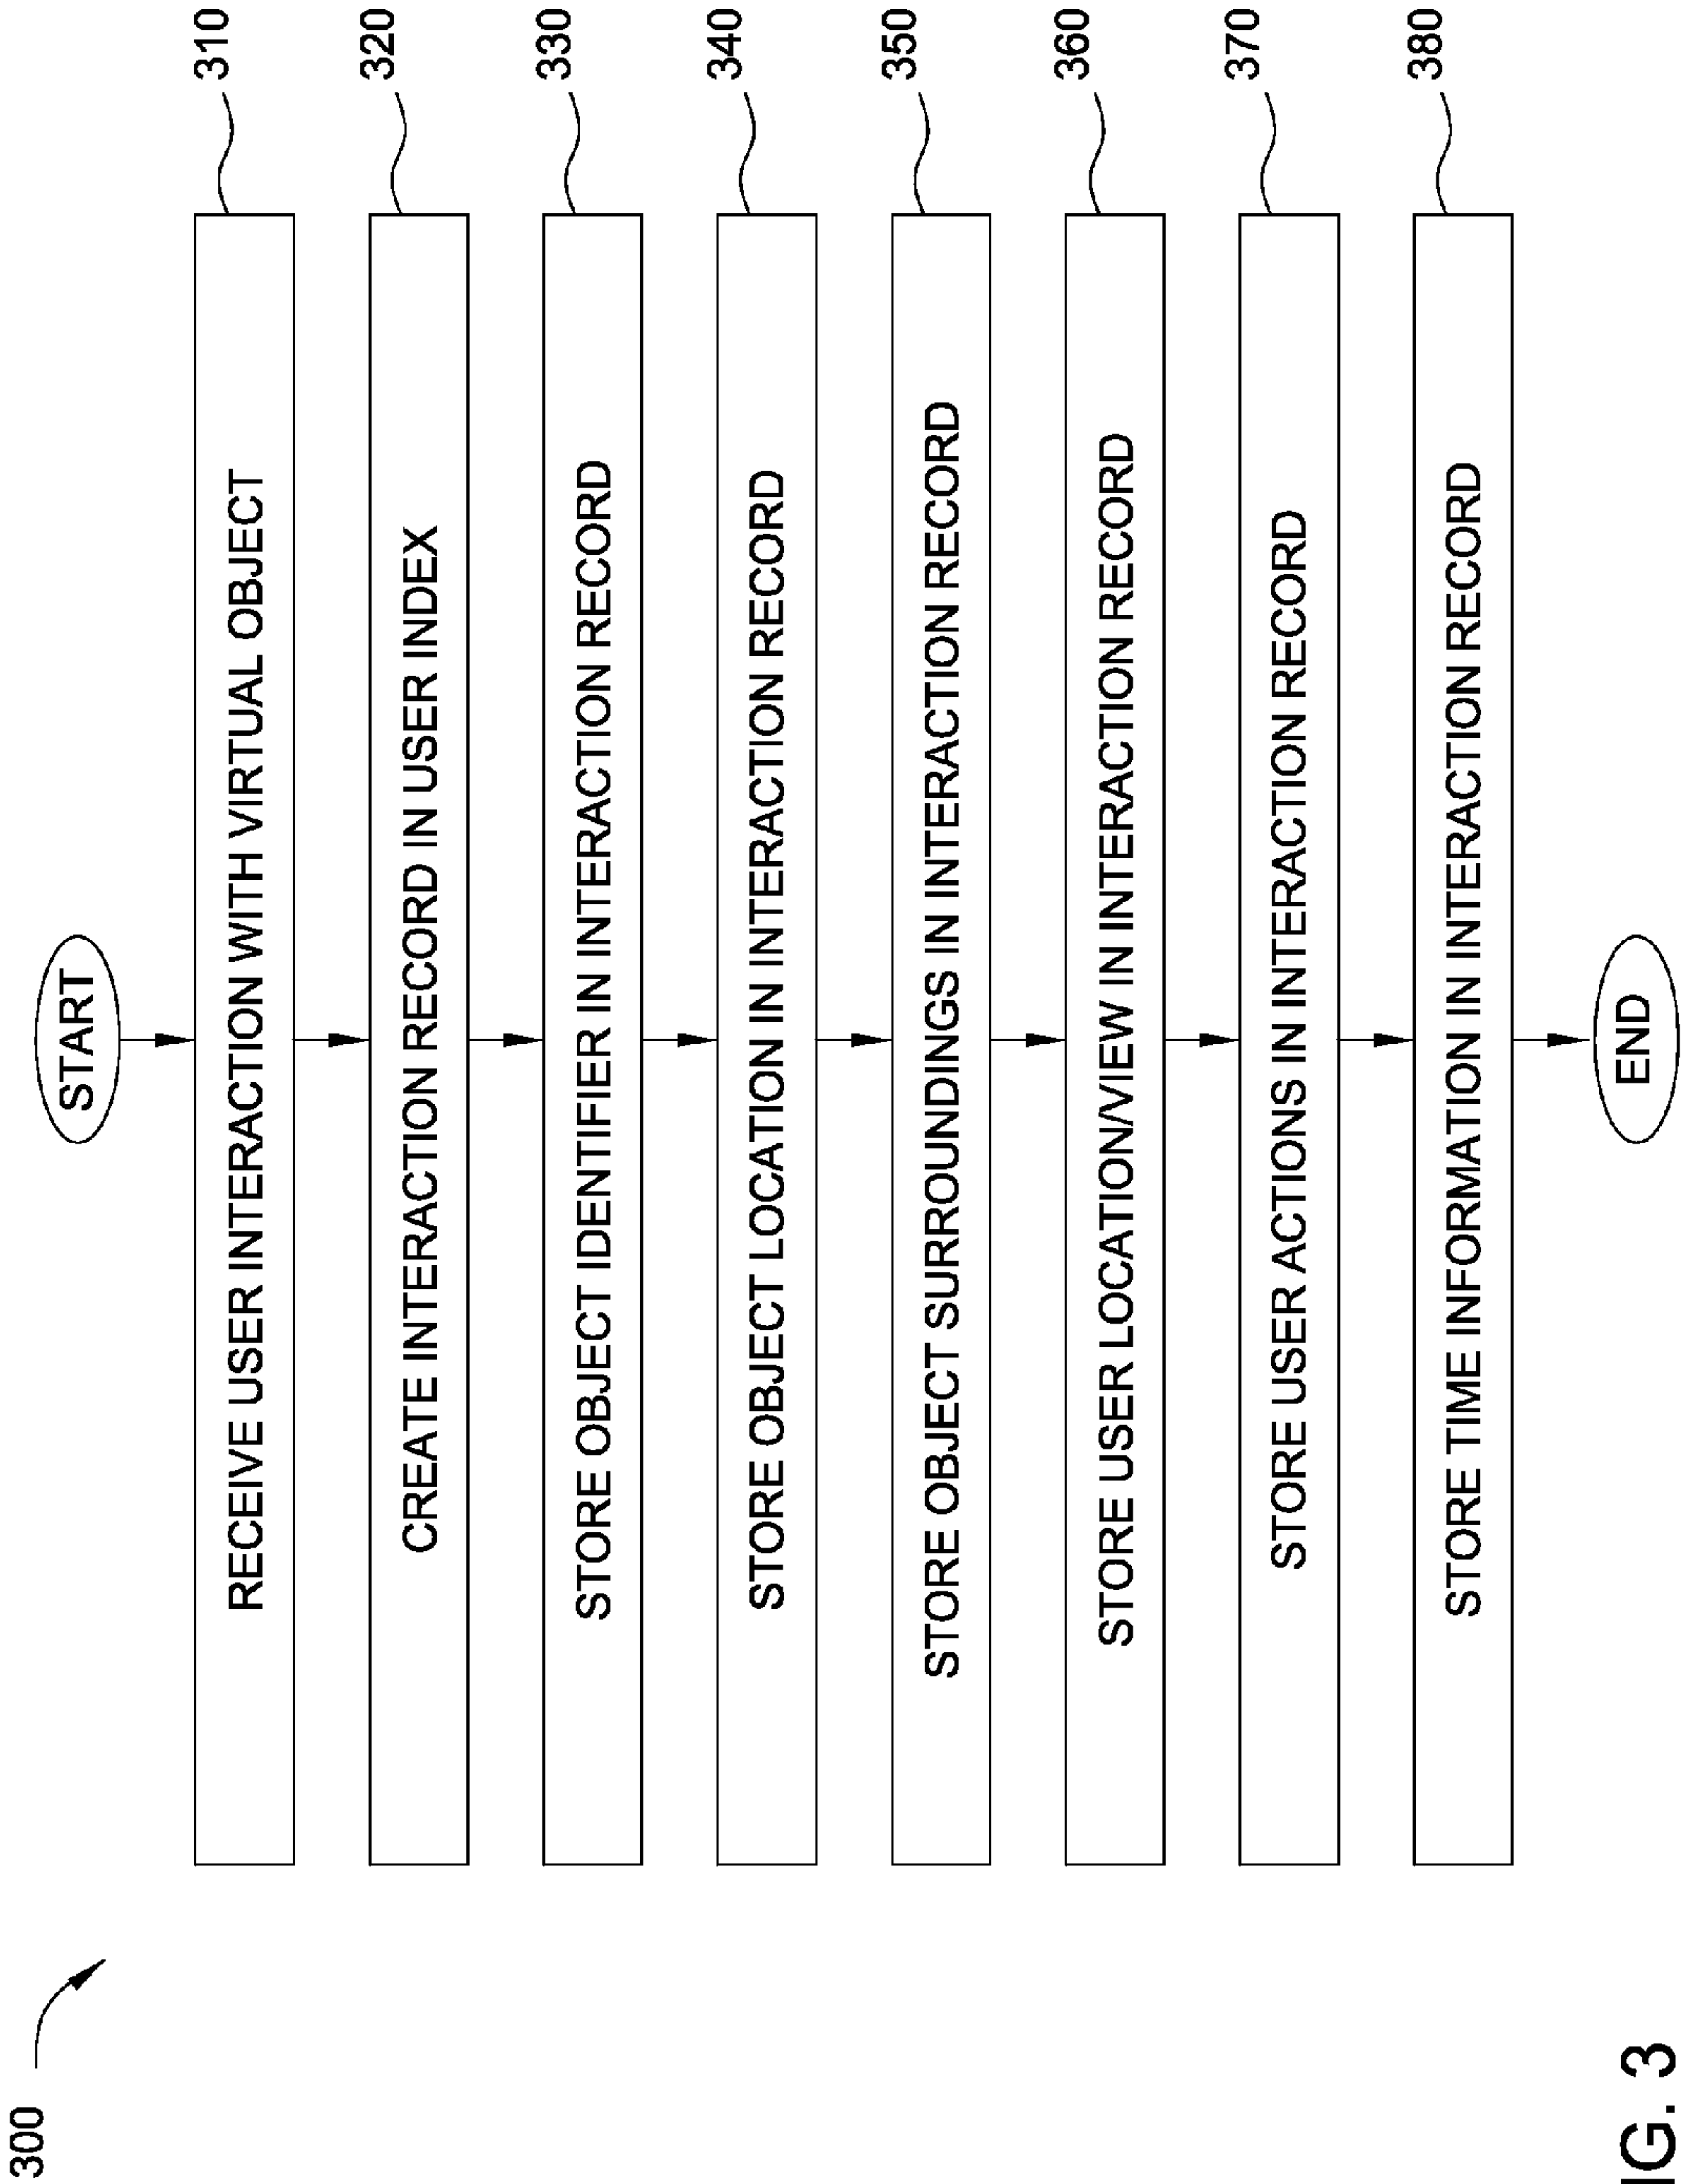 300
START
RECEIVE USER INTERACTION WITH VIRTUAL OBJECT
310
CREATE INTERACTION RECORD IN USER INDEX
320
STORE OBJECT IDENTIFIER IN INTERACTION RECORD
330
STORE OBJECT LOCATION IN INTERACTION RECORD
340
STORE OBJECT SURROUNDINGS IN INTERACTION RECORD
350
STORE USER LOCATION/VIEW IN INTERACTION RECORD
360
STORE USER ACTIONS IN INTERACTION RECORD
370
STORE TIME INFORMATION IN INTERACTION RECORD
380
END
IG. 3